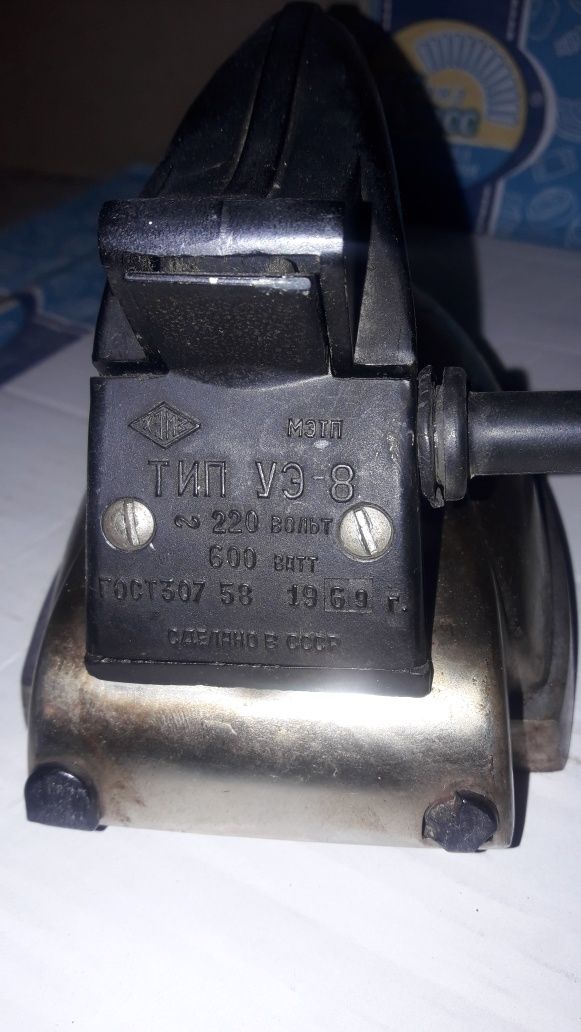 МЭТП
ТИП УЭ-8
~ 220 ВОЛЬТ
600 ВАТТ
ГОСТ307 58 1969 г.
СДЕЛАНО В СССР